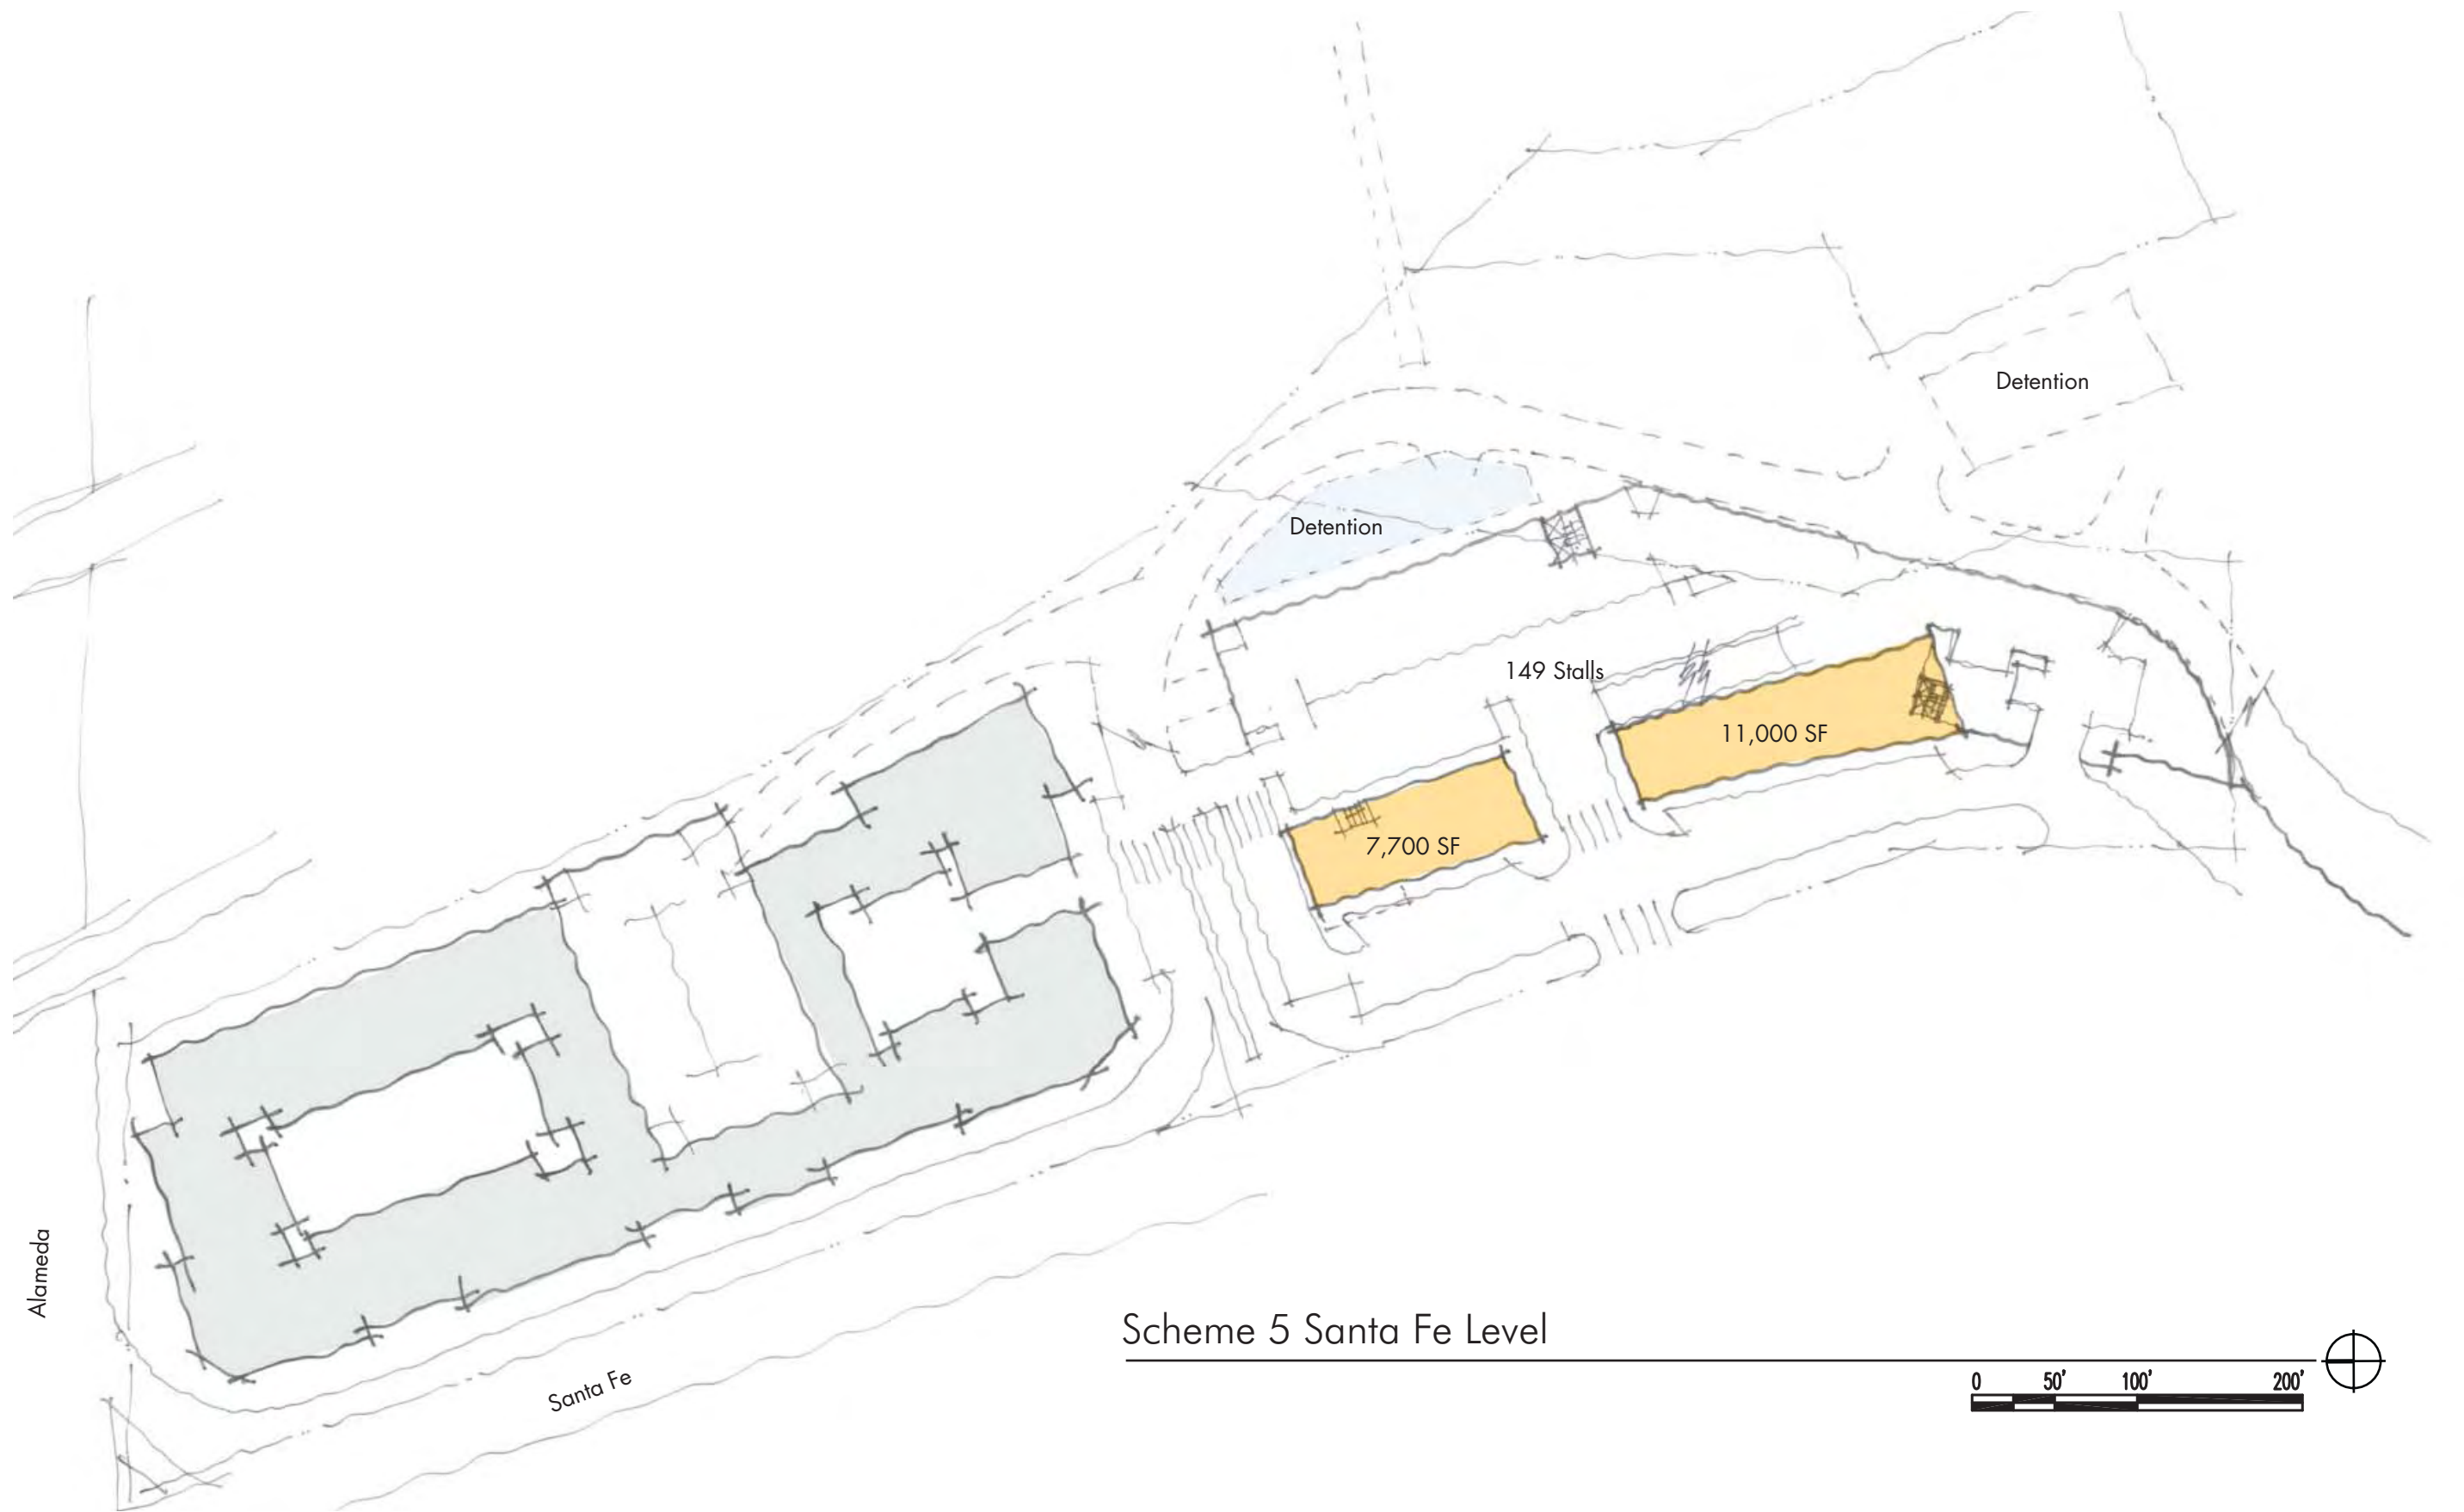 Detention
Detention
149 Stalls
11,000 SF
7,700 SF
Alameda
Santa Fe
Scheme 5 Santa Fe Level
0 50' 100' 200'